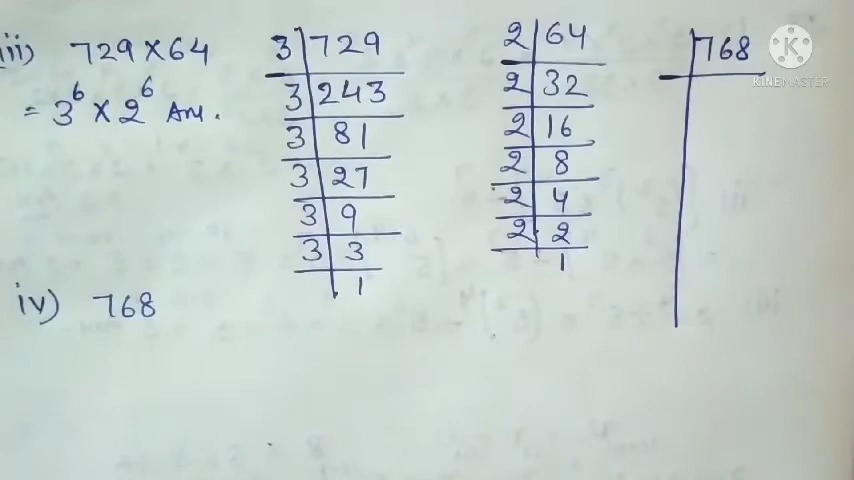 iii) 729 × 64
= 3⁶ × 2⁶ Ans.
3 | 729
3 | 243
3 | 81
3 | 27
3 | 9
3 | 3
1
2 | 64
2 | 32
2 | 16
2 | 8
2 | 4
2 | 2
1
768
K
KINEMASTER
iv) 768